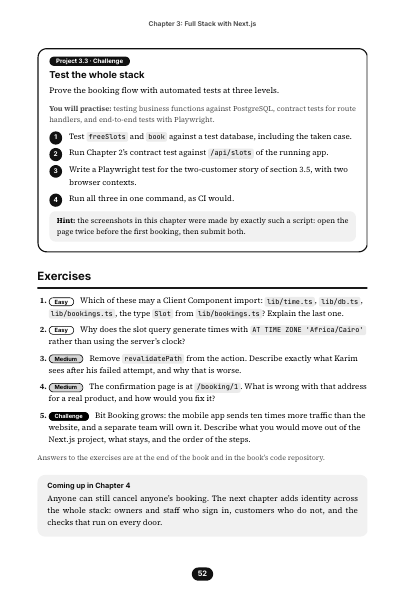 Chapter 3: Full Stack with Next.js
Project 3.3 · Challenge
Test the whole stack
Prove the booking flow with automated tests at three levels.
You will practise: testing business functions against PostgreSQL, contract tests for route
handlers, and end-to-end tests with Playwright.
1 Test freeSlots and book against a test database, including the taken case.
2 Run Chapter 2's contract test against /api/slots of the running app.
3 Write a Playwright test for the two-customer story of section 3.5, with two
browser contexts.
4 Run all three in one command, as CI would.
Hint: the screenshots in this chapter were made by exactly such a script: open the
page twice before the first booking, then submit both.
Exercises
1. Easy Which of these may a Client Component import: lib/time.ts, lib/db.ts,
lib/bookings.ts, the type Slot from lib/bookings.ts? Explain the last one.
2. Easy Why does the slot query generate times with AT TIME ZONE 'Africa/Cairo'
rather than using the server's clock?
3. Medium Remove revalidatePath from the action. Describe exactly what Karim
sees after his failed attempt, and why that is worse.
4. Medium The confirmation page is at /booking/1. What is wrong with that address
for a real product, and how would you fix it?
5. Challenge Bit Booking grows: the mobile app sends ten times more traffic than the
website, and a separate team will own it. Describe what you would move out of the
Next.js project, what stays, and the order of the steps.
Answers to the exercises are at the end of the book and in the book's code repository.
Coming up in Chapter 4
Anyone can still cancel anyone's booking. The next chapter adds identity across
the whole stack: owners and staff who sign in, customers who do not, and the
checks that run on every door.
52